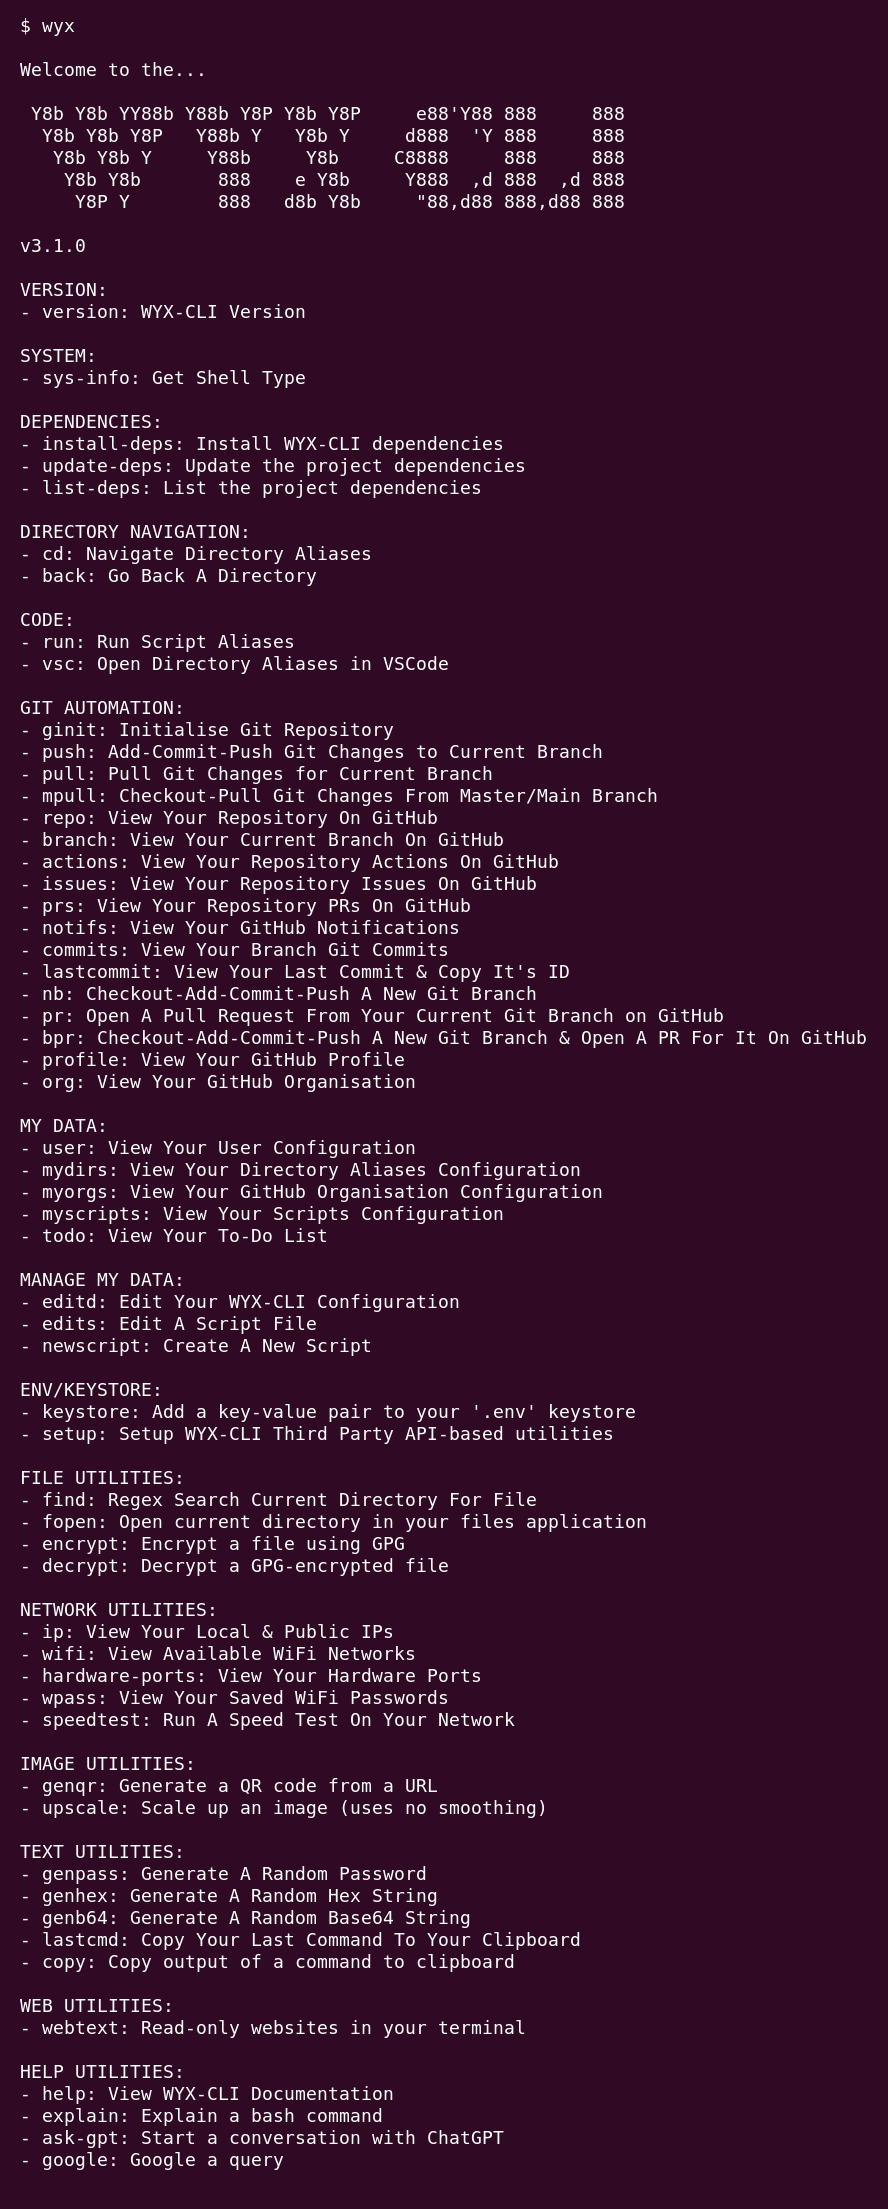 $ wyx

Welcome to the...

 Y8b Y8b YY88b Y88b Y8P Y8b Y8P     e88'Y88 888     888
  Y8b Y8b Y8P   Y88b Y   Y8b Y     d888  'Y 888     888
   Y8b Y8b Y     Y88b     Y8b     C8888     888     888
    Y8b Y8b       888    e Y8b     Y888  ,d 888  ,d 888
     Y8P Y        888   d8b Y8b     "88,d88 888,d88 888

v3.1.0

VERSION:
- version: WYX-CLI Version

SYSTEM:
- sys-info: Get Shell Type

DEPENDENCIES:
- install-deps: Install WYX-CLI dependencies
- update-deps: Update the project dependencies
- list-deps: List the project dependencies

DIRECTORY NAVIGATION:
- cd: Navigate Directory Aliases
- back: Go Back A Directory

CODE:
- run: Run Script Aliases
- vsc: Open Directory Aliases in VSCode

GIT AUTOMATION:
- ginit: Initialise Git Repository
- push: Add-Commit-Push Git Changes to Current Branch
- pull: Pull Git Changes for Current Branch
- mpull: Checkout-Pull Git Changes From Master/Main Branch
- repo: View Your Repository On GitHub
- branch: View Your Current Branch On GitHub
- actions: View Your Repository Actions On GitHub
- issues: View Your Repository Issues On GitHub
- prs: View Your Repository PRs On GitHub
- notifs: View Your GitHub Notifications
- commits: View Your Branch Git Commits
- lastcommit: View Your Last Commit & Copy It's ID
- nb: Checkout-Add-Commit-Push A New Git Branch
- pr: Open A Pull Request From Your Current Git Branch on GitHub
- bpr: Checkout-Add-Commit-Push A New Git Branch & Open A PR For It On GitHub
- profile: View Your GitHub Profile
- org: View Your GitHub Organisation

MY DATA:
- user: View Your User Configuration
- mydirs: View Your Directory Aliases Configuration
- myorgs: View Your GitHub Organisation Configuration
- myscripts: View Your Scripts Configuration
- todo: View Your To-Do List

MANAGE MY DATA:
- editd: Edit Your WYX-CLI Configuration
- edits: Edit A Script File
- newscript: Create A New Script

ENV/KEYSTORE:
- keystore: Add a key-value pair to your '.env' keystore
- setup: Setup WYX-CLI Third Party API-based utilities

FILE UTILITIES:
- find: Regex Search Current Directory For File
- fopen: Open current directory in your files application
- encrypt: Encrypt a file using GPG
- decrypt: Decrypt a GPG-encrypted file

NETWORK UTILITIES:
- ip: View Your Local & Public IPs
- wifi: View Available WiFi Networks
- hardware-ports: View Your Hardware Ports
- wpass: View Your Saved WiFi Passwords
- speedtest: Run A Speed Test On Your Network

IMAGE UTILITIES:
- genqr: Generate a QR code from a URL
- upscale: Scale up an image (uses no smoothing)

TEXT UTILITIES:
- genpass: Generate A Random Password
- genhex: Generate A Random Hex String
- genb64: Generate A Random Base64 String
- lastcmd: Copy Your Last Command To Your Clipboard
- copy: Copy output of a command to clipboard

WEB UTILITIES:
- webtext: Read-only websites in your terminal

HELP UTILITIES:
- help: View WYX-CLI Documentation
- explain: Explain a bash command
- ask-gpt: Start a conversation with ChatGPT
- google: Google a query